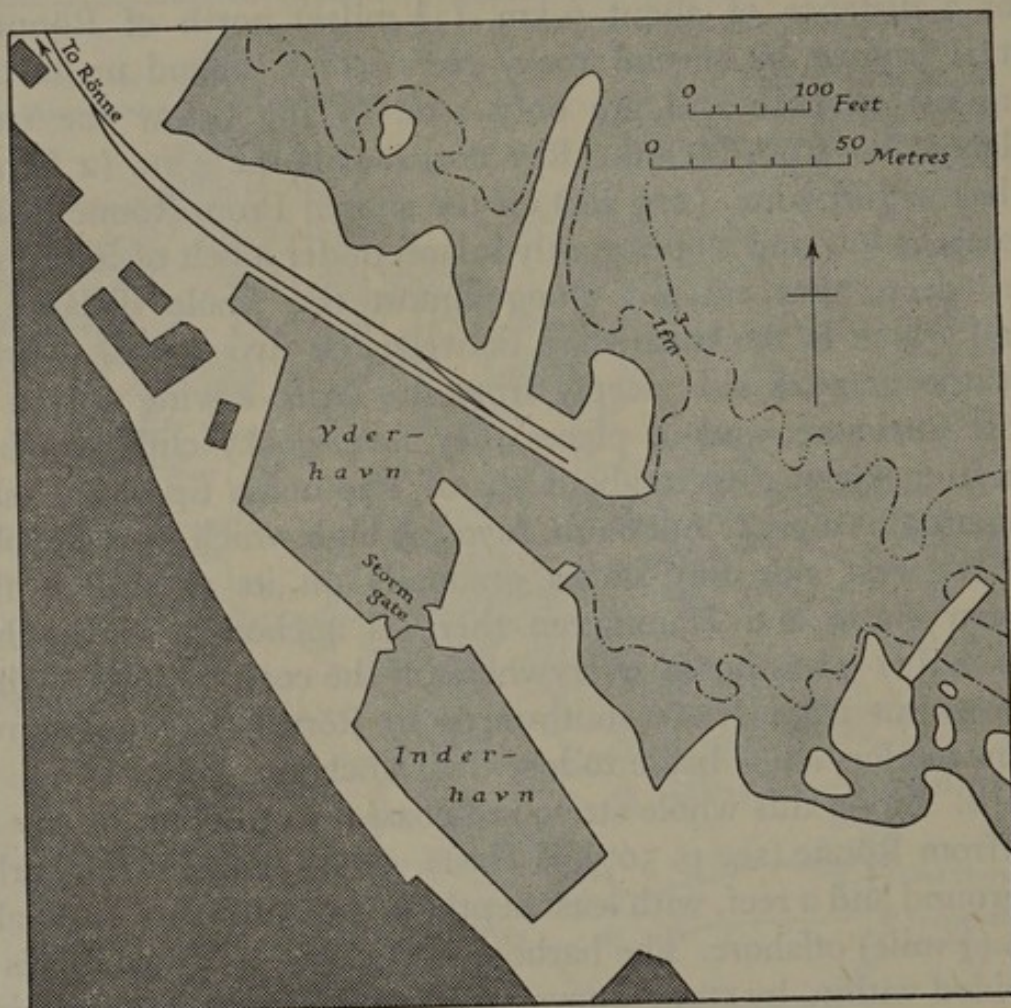 To Rönne
0 100 Feet
0 50 Metres
3
1fm
Yder-
havn
Storm
gate
Inder-
havn